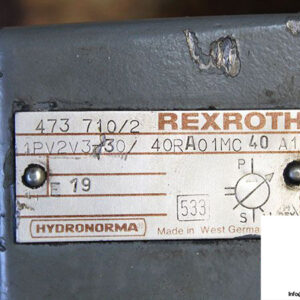 473 710/2 REXROTH
1PV2V3-30/ 40RA01MC 40 A1
E 19
P
533
S
HYDRONORMA
Made in West Germa